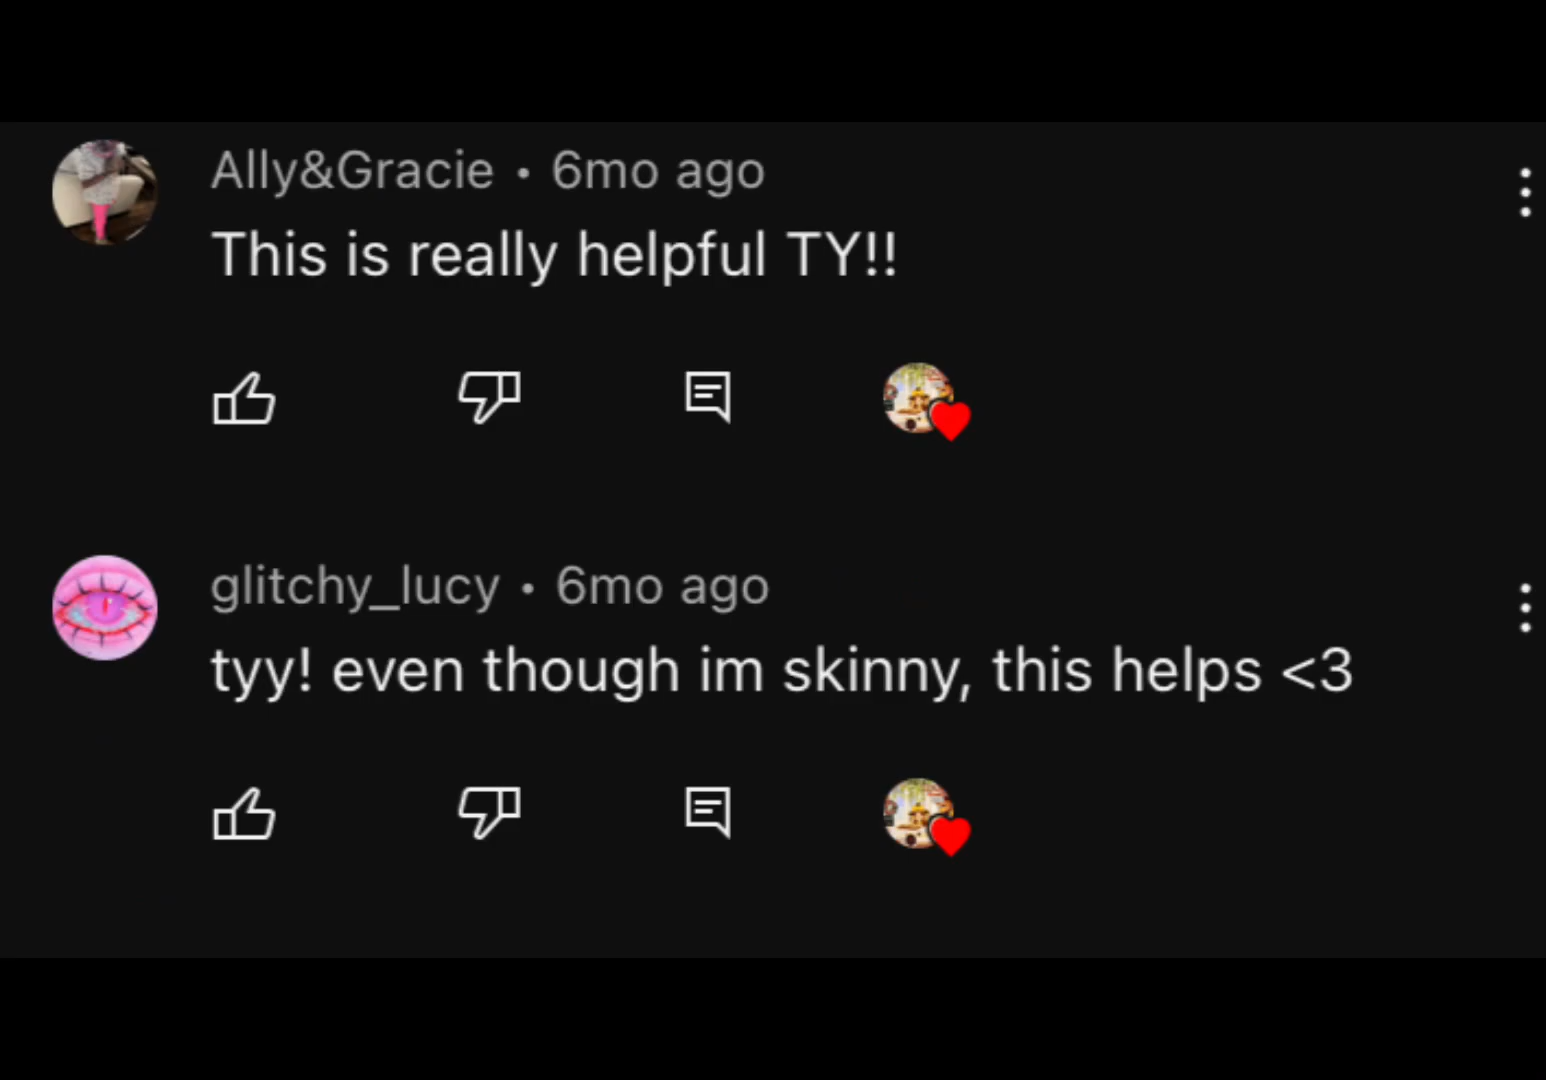 Ally&Gracie • 6mo ago
This is really helpful TY!!
glitchy_lucy • 6mo ago
tyy! even though im skinny, this helps <3